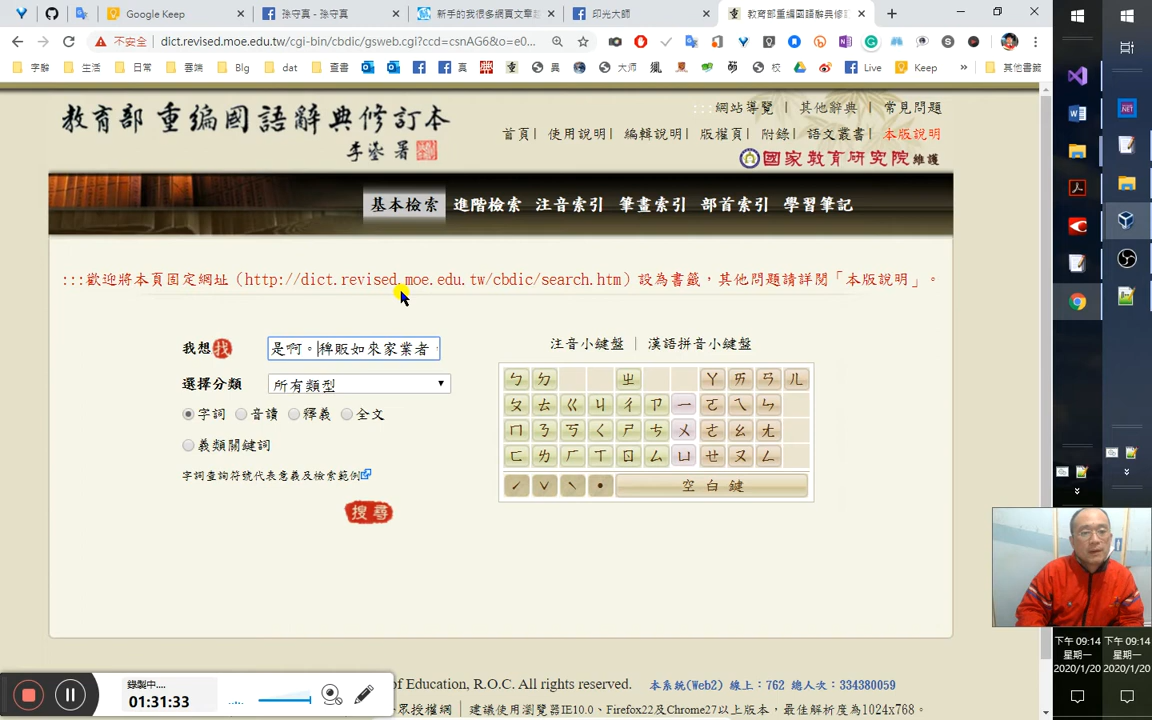 Google Keep
孫守真 - 孫守真
新手の我很多網頁文章起
印光大師
教育部重編國語辭典修訂
不安全
dict.revised.moe.edu.tw/cgi-bin/cbdic/gsweb.cgi?ccd=csnAG6&o=e0...
字辭 生活 日常 雲端 Blg dat 查書 真 異 大师 校 Live Keep » 其他書籤
教育部 重編國語辭典修訂本
李鍌 署
網站導覽 | 其他辭典 | 常見問題
首頁 | 使用說明 | 編輯說明 | 版權頁 | 附錄 | 語文叢書 | 本版說明
國家教育研究院 維護
基本檢索 進階檢索 注音索引 筆畫索引 部首索引 學習筆記
:::歡迎將本頁固定網址（http://dict.revised.moe.edu.tw/cbdic/search.htm）設為書籤，其他問題請詳閱「本版說明」。
我想找
是啊。稗販如來家業者
注音小鍵盤 | 漢語拼音小鍵盤
選擇分類
所有類型
字詞 音讀 釋義 全文
義類關鍵詞
字詞查詢符號代表意義及檢索範例
搜尋
ㄅ ㄉ ㄓ ㄚ ㄞ ㄢ ㄦ
ㄆ ㄊ ㄍ ㄐ ㄔ ㄗ ㄧ ㄛ ㄟ ㄣ
ㄇ ㄋ ㄎ ㄑ ㄕ ㄘ ㄨ ㄜ ㄠ ㄤ
ㄈ ㄌ ㄏ ㄒ ㄖ ㄙ ㄩ ㄝ ㄡ ㄥ
ˊ ˇ ˋ ˙ 空白鍵
錄製中....
01:31:33
of Education, R.O.C. All rights reserved.
本系統(Web2) 線上：762 總人次：334380059
眾授權網 | 建議使用瀏覽器IE10.0、Firefox22及Chrome27以上版本，最佳解析度為1024x768。
下午 09:14
星期一
2020/1/20
下午 09:14
星期一
2020/1/20